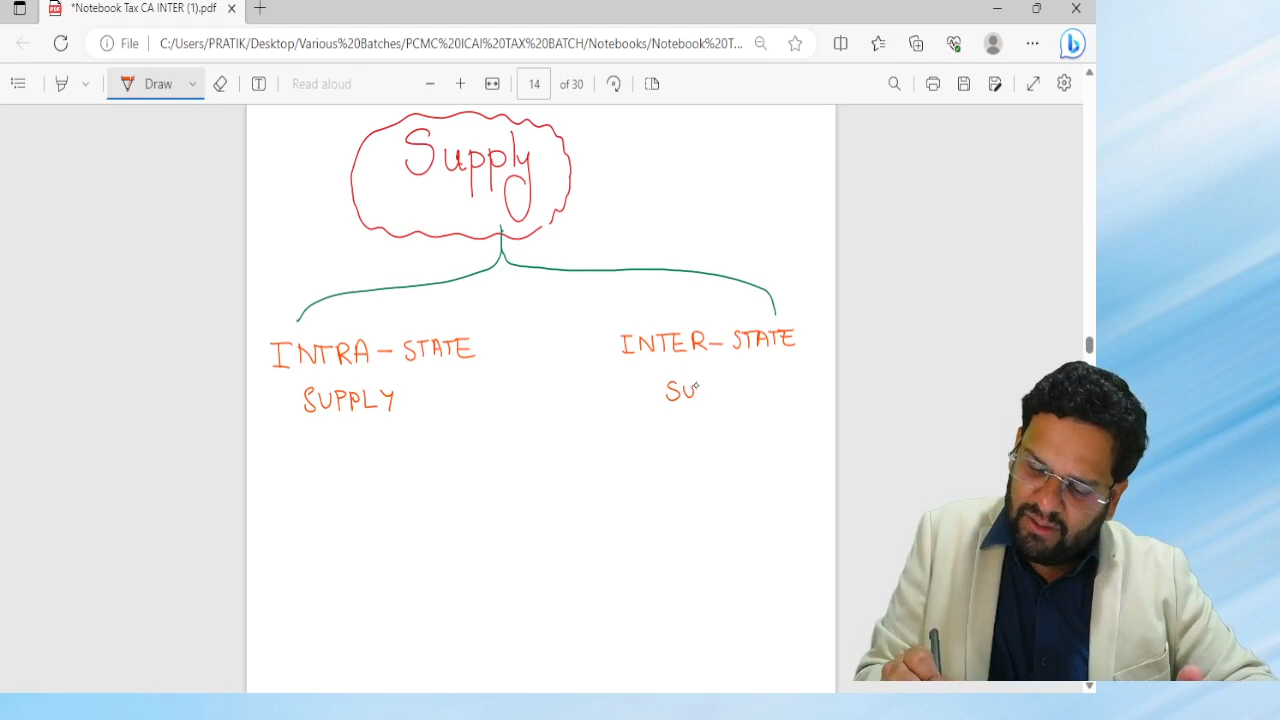 *Notebook Tax CA INTER (1).pdf
File C:/Users/PRATIK/Desktop/Various%20Batches/PCMC%20ICAI%20TAX%20BATCH/Notebooks/Notebook%20T...
Draw Read aloud 14 of 30
Supply
INTRA-STATE INTER-STATE
SUPPLY SU